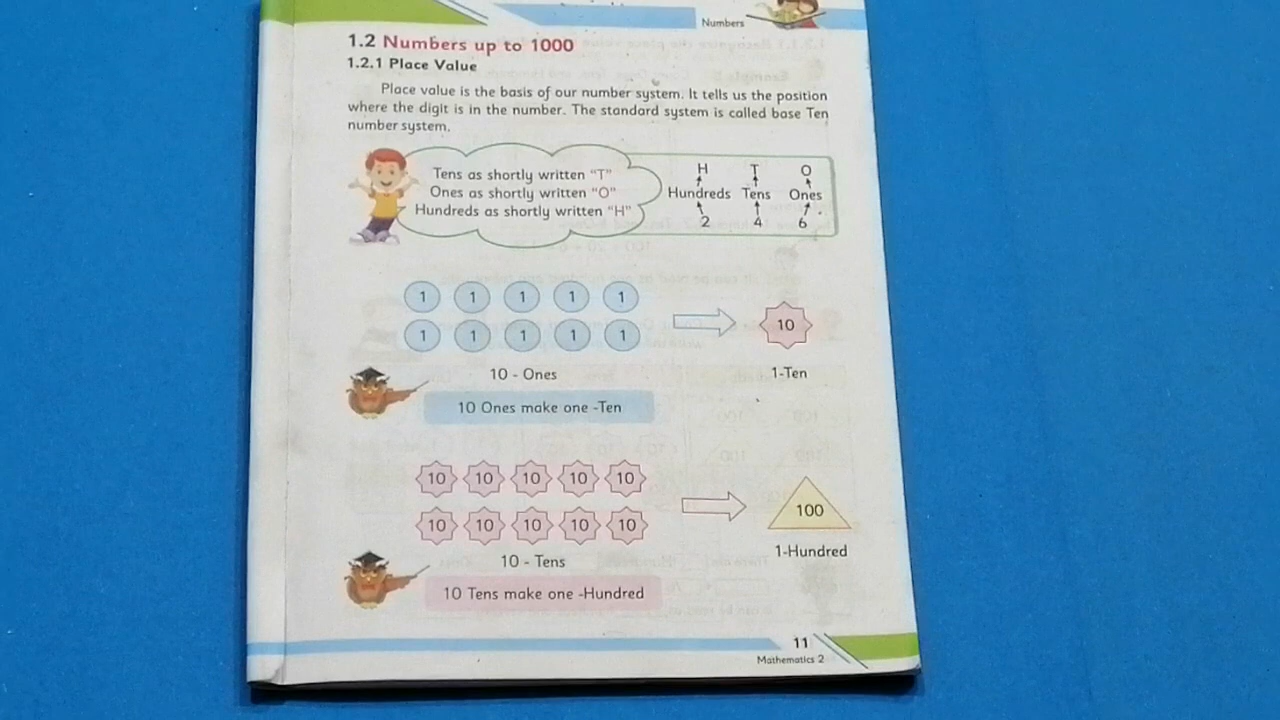 Numbers
1.2 Numbers up to 1000
1.2.1 Place Value
Place value is the basis of our number system. It tells us the position
where the digit is in the number. The standard system is called base Ten
number system.
Tens as shortly written "T"
Ones as shortly written "O"
Hundreds as shortly written "H"
H T O
Hundreds Tens Ones
2 4 6
1 1 1 1 1
1 1 1 1 1
10
10 - Ones
1-Ten
10 Ones make one -Ten
10 10 10 10 10
10 10 10 10 10
100
10 - Tens
1-Hundred
10 Tens make one -Hundred
11
Mathematics 2